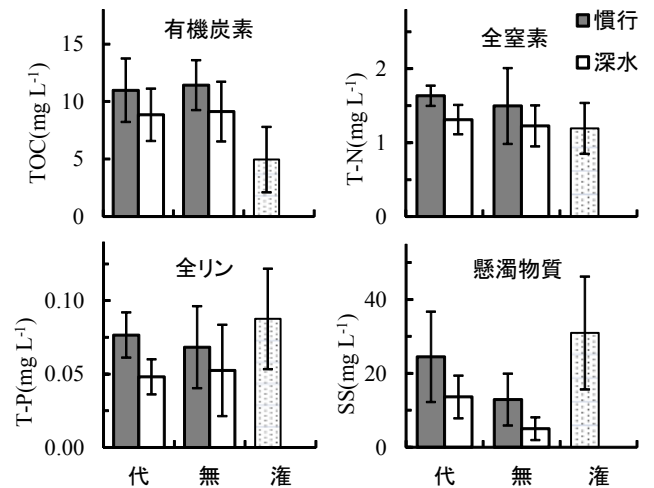 有機炭素
TOC(mg L-1)
15
10
5
0
全窒素
慣行
深水
T-N(mg L-1)
2
1
0
全リン
T-P(mg L-1)
0.10
0.05
0.00
代 無 潅
懸濁物質
SS(mg L-1)
40
20
0
代 無 潅